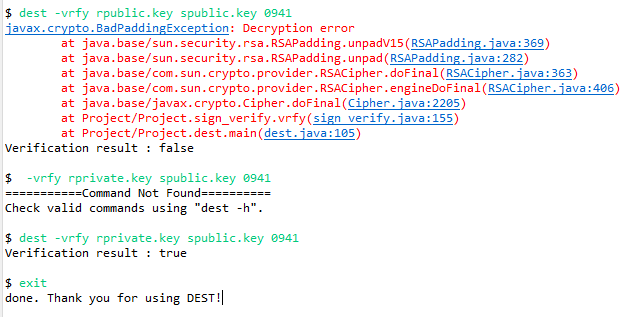 $ dest -vrfy rpublic.key spublic.key 0941
javax.crypto.BadPaddingException: Decryption error
at java.base/sun.security.rsa.RSAPadding.unpadV15(RSAPadding.java:369)
at java.base/sun.security.rsa.RSAPadding.unpad(RSAPadding.java:282)
at java.base/com.sun.crypto.provider.RSACipher.doFinal(RSACipher.java:363)
at java.base/com.sun.crypto.provider.RSACipher.engineDoFinal(RSACipher.java:406)
at java.base/javax.crypto.Cipher.doFinal(Cipher.java:2205)
at Project/Project.sign_verify.vrfy(sign_verify.java:155)
at Project/Project.dest.main(dest.java:105)
Verification result : false
$  -vrfy rprivate.key spublic.key 0941
===========Command Not Found==========
Check valid commands using "dest -h".
$ dest -vrfy rprivate.key spublic.key 0941
Verification result : true
$ exit
done. Thank you for using DEST!